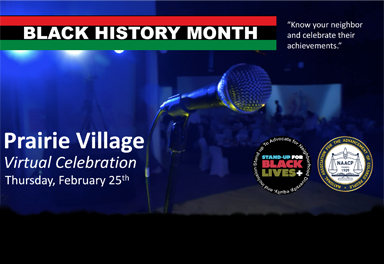 BLACK HISTORY MONTH
"Know your neighbor
and celebrate their
achievements."
Prairie Village
Virtual Celebration
Thursday, February 25th
STAND-UP FOR
BLACK
LIVES+
NAACP